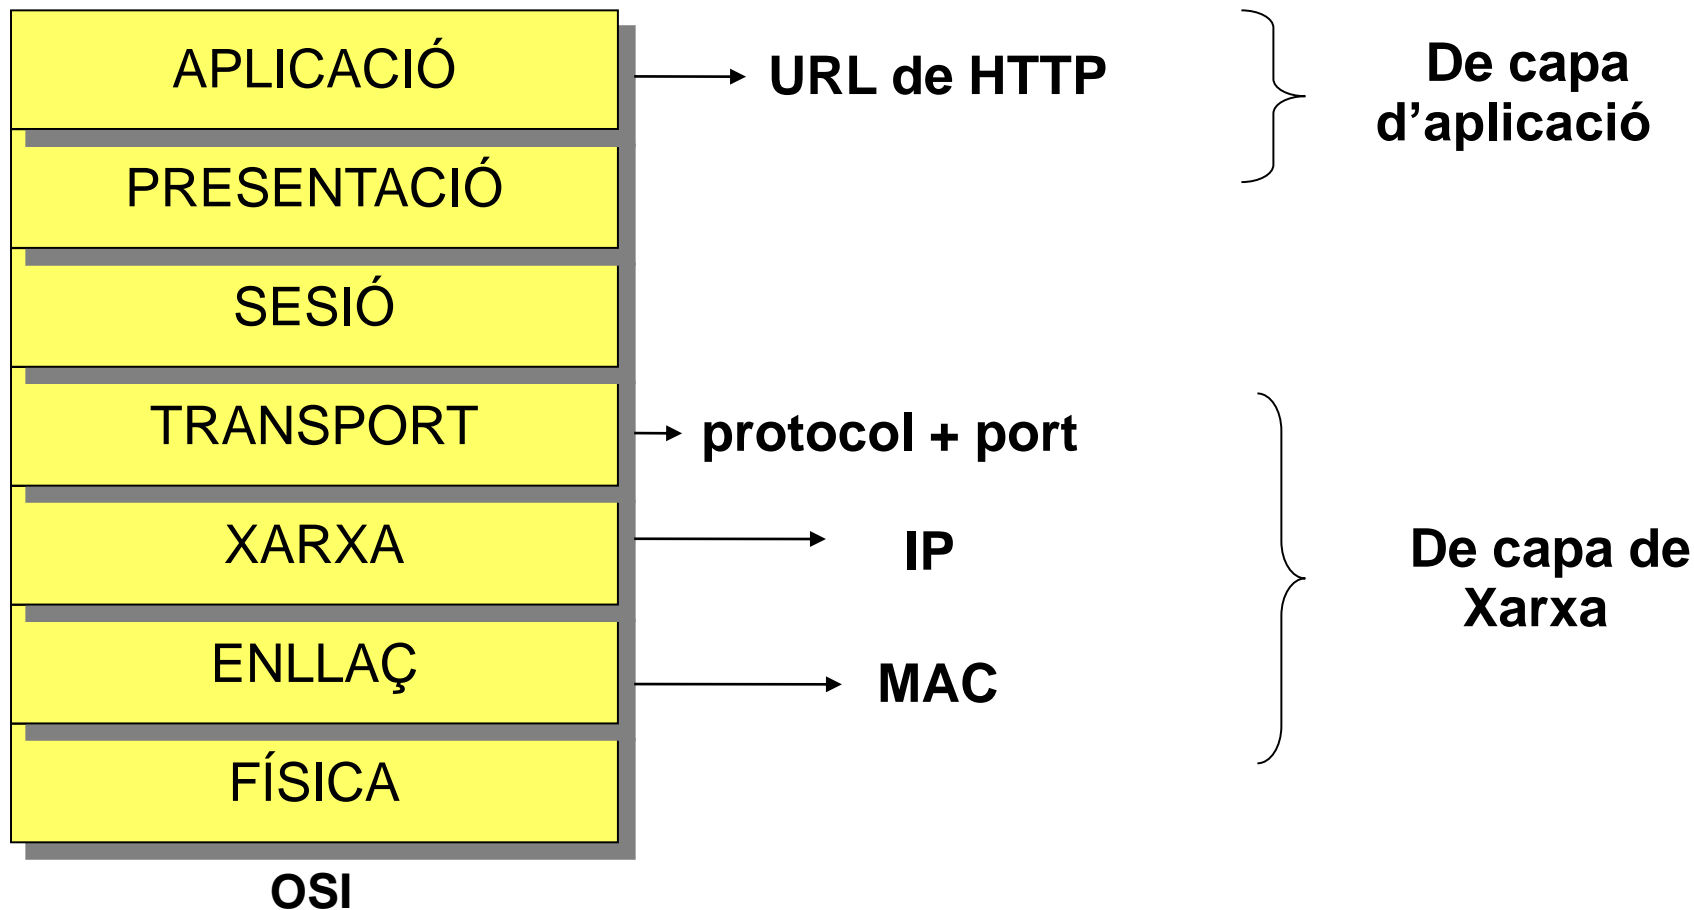 APLICACIÓ
URL de HTTP
De capa
d’aplicació
PRESENTACIÓ
SESIÓ
TRANSPORT
protocol + port
XARXA
IP
De capa de
Xarxa
ENLLAÇ
MAC
FÍSICA
OSI